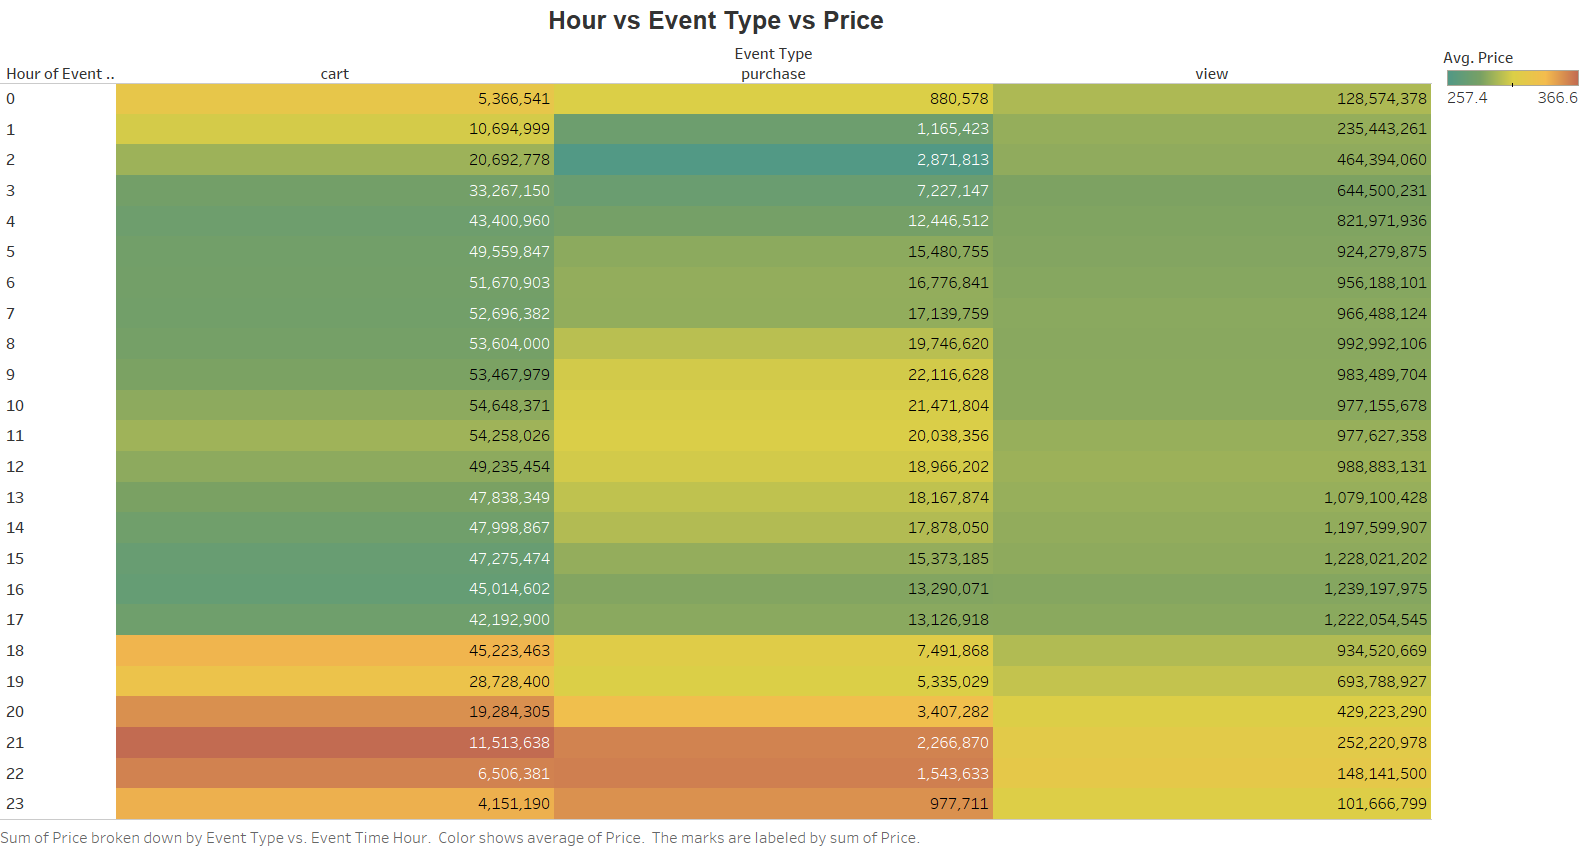 Hour vs Event Type vs Price
Event Type
Hour of Event .. cart purchase view
0 5,366,541 880,578 128,574,378
1 10,694,999 1,165,423 235,443,261
2 20,692,778 2,871,813 464,394,060
3 33,267,150 7,227,147 644,500,231
4 43,400,960 12,446,512 821,971,936
5 49,559,847 15,480,755 924,279,875
6 51,670,903 16,776,841 956,188,101
7 52,696,382 17,139,759 966,488,124
8 53,604,000 19,746,620 992,992,106
9 53,467,979 22,116,628 983,489,704
10 54,648,371 21,471,804 977,155,678
11 54,258,026 20,038,356 977,627,358
12 49,235,454 18,966,202 988,883,131
13 47,838,349 18,167,874 1,079,100,428
14 47,998,867 17,878,050 1,197,599,907
15 47,275,474 15,373,185 1,228,021,202
16 45,014,602 13,290,071 1,239,197,975
17 42,192,900 13,126,918 1,222,054,545
18 45,223,463 7,491,868 934,520,669
19 28,728,400 5,335,029 693,788,927
20 19,284,305 3,407,282 429,223,290
21 11,513,638 2,266,870 252,220,978
22 6,506,381 1,543,633 148,141,500
23 4,151,190 977,711 101,666,799
Avg. Price
257.4 366.6
Sum of Price broken down by Event Type vs. Event Time Hour. Color shows average of Price. The marks are labeled by sum of Price.